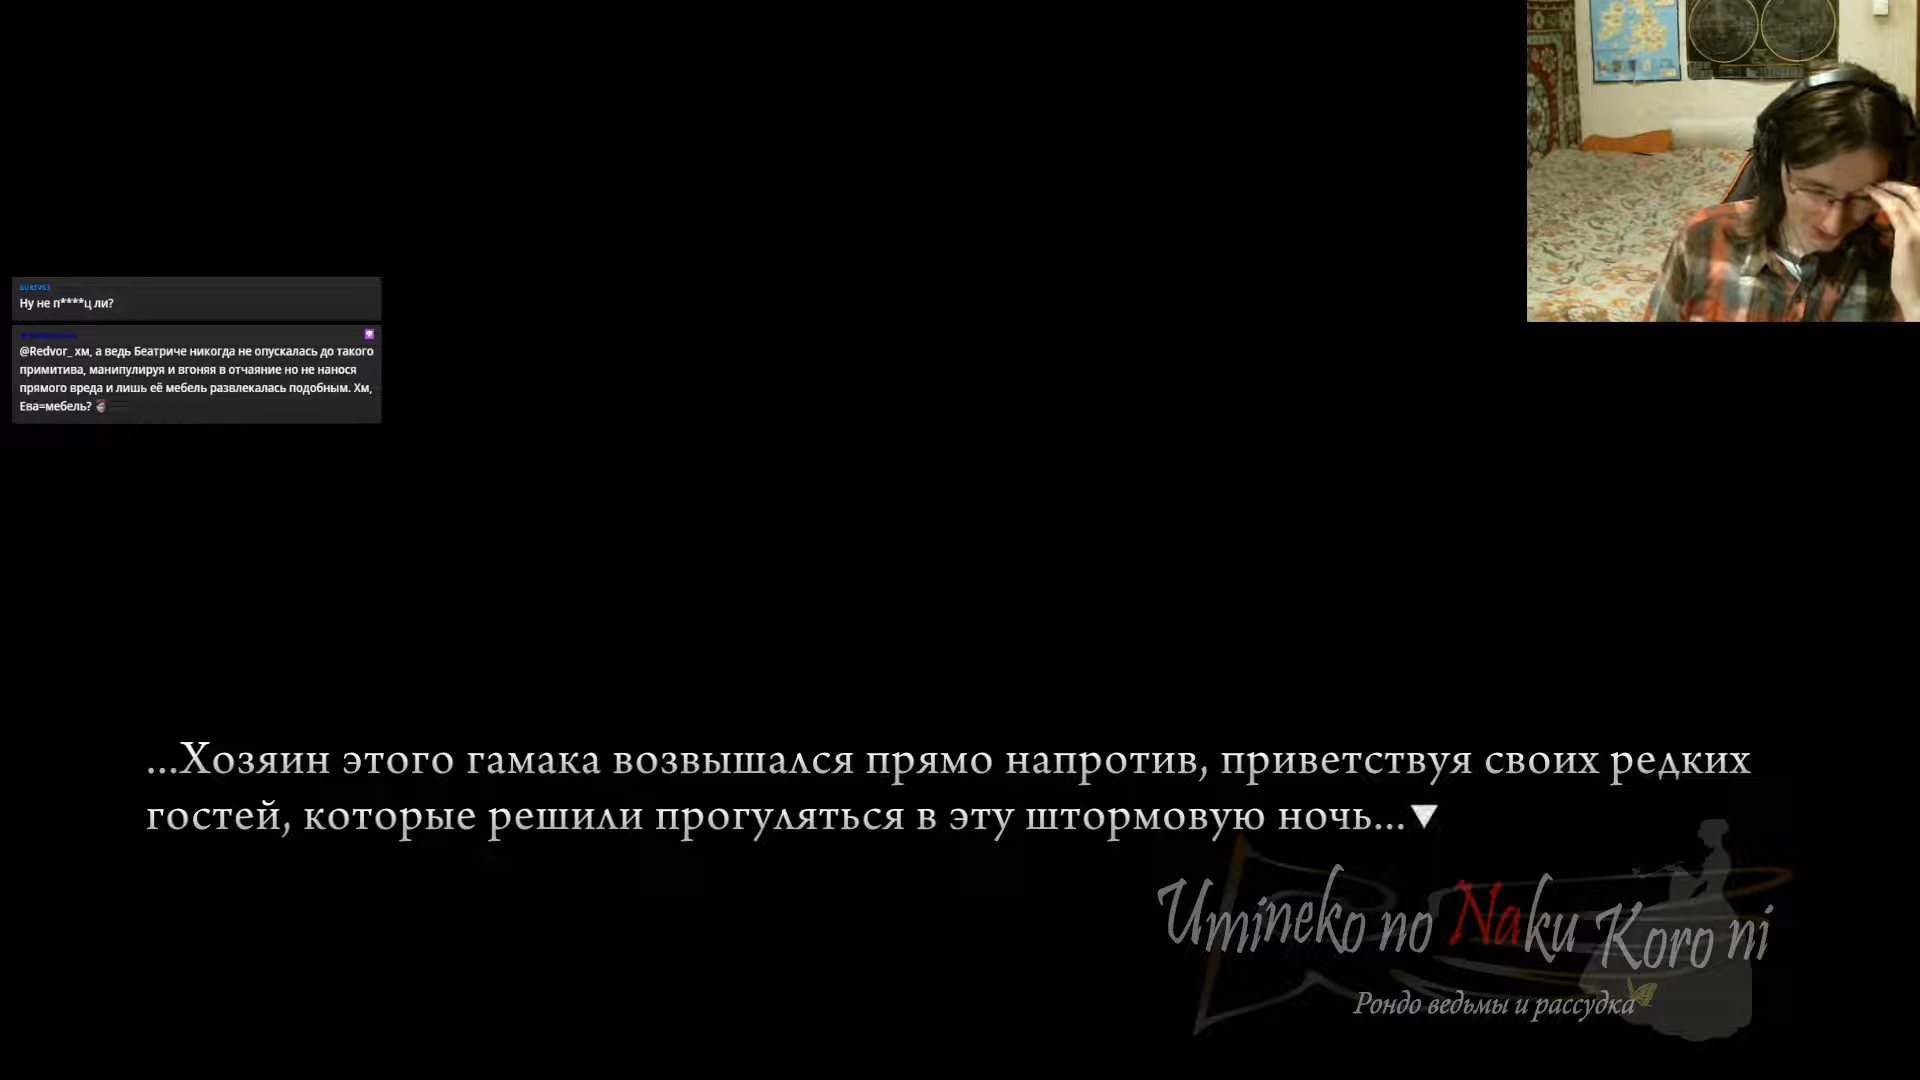 GUREVG3
Ну не п****ц ли?
@Redvor_ хм, а ведь Беатриче никогда не опускалась до такого
примитива, манипулируя и вгоняя в отчаяние но не нанося
прямого вреда и лишь её мебель развлекалась подобным. Хм,
Ева=мебель?
...Хозяин этого гамака возвышался прямо напротив, приветствуя своих редких
гостей, которые решили прогуляться в эту штормовую ночь...
Umineko no Naku Koro ni
Рондо ведьмы и рассудка